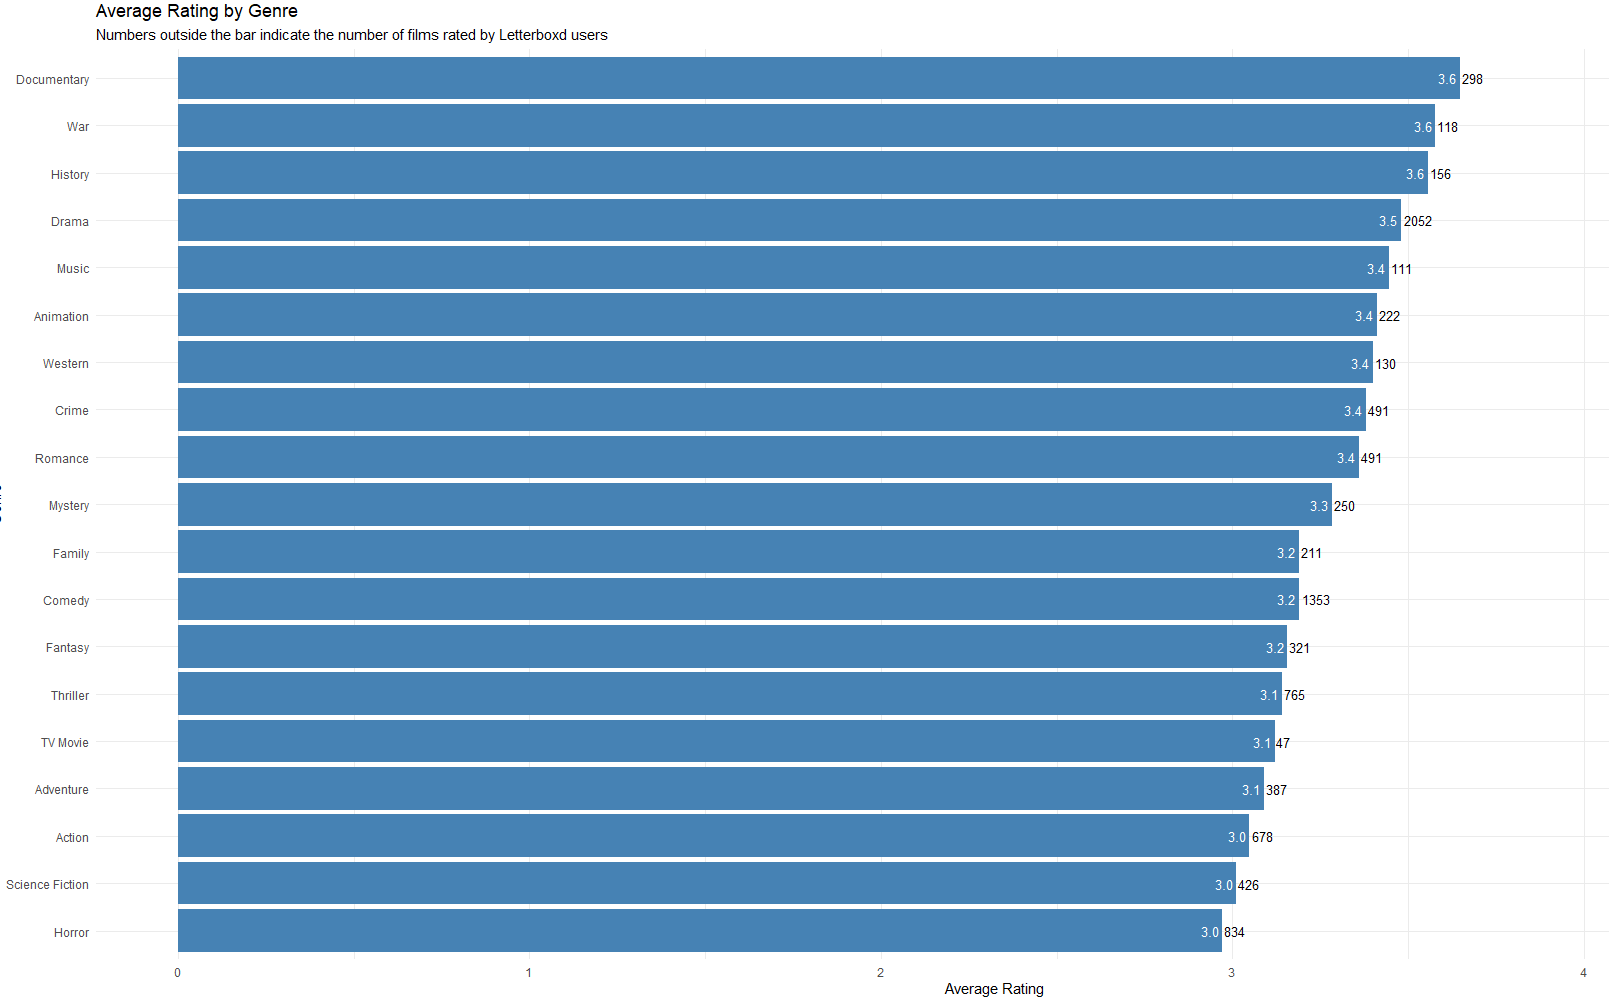 Average Rating by Genre
Numbers outside the bar indicate the number of films rated by Letterboxd users
Documentary 3.6 298
War 3.6 118
History 3.6 156
Drama 3.5 2052
Music 3.4 111
Animation 3.4 222
Western 3.4 130
Crime 3.4 491
Romance 3.4 491
Mystery 3.3 250
Family 3.2 211
Comedy 3.2 1353
Fantasy 3.2 321
Thriller 3.1 765
TV Movie 3.1 47
Adventure 3.1 387
Action 3.0 678
Science Fiction 3.0 426
Horror 3.0 834
0 1 2 3 4
Average Rating